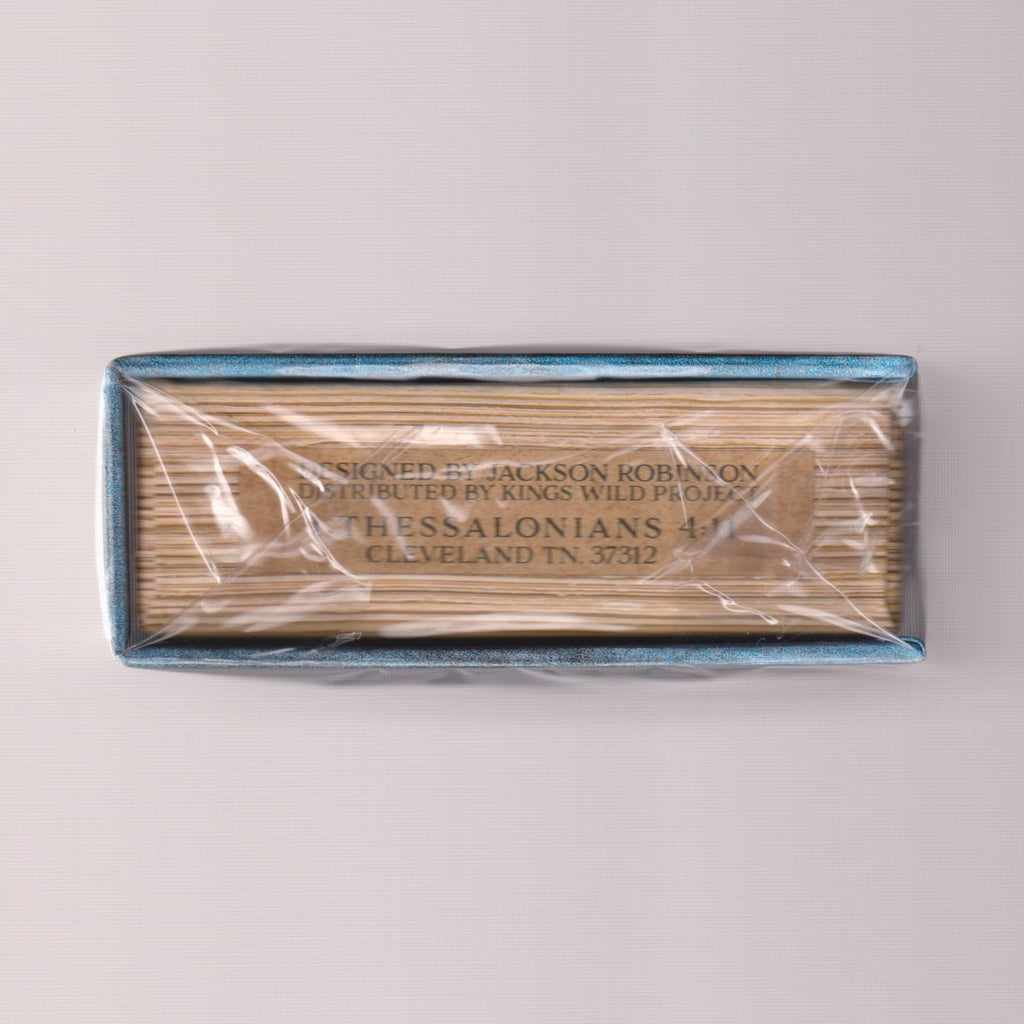 DESIGNED BY JACKSON ROBINSON
DISTRIBUTED BY KINGS WILD PROJECT
THESSALONIANS 4:11
CLEVELAND TN. 37312